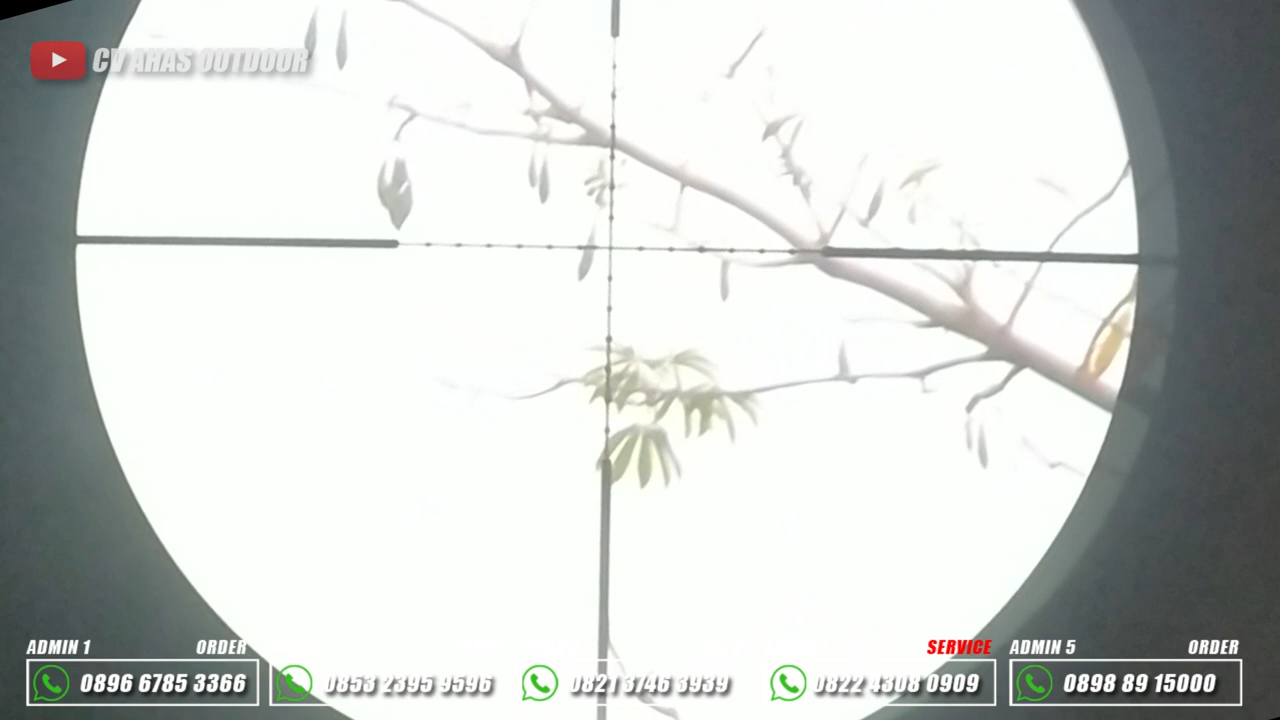 CV AHAS OUTDOOR
ADMIN 1 ORDER
SERVICE
ADMIN 5 ORDER
0896 6785 3366
0853 2395 9596
0821 3746 3939
0822 4308 0909
0898 89 15000